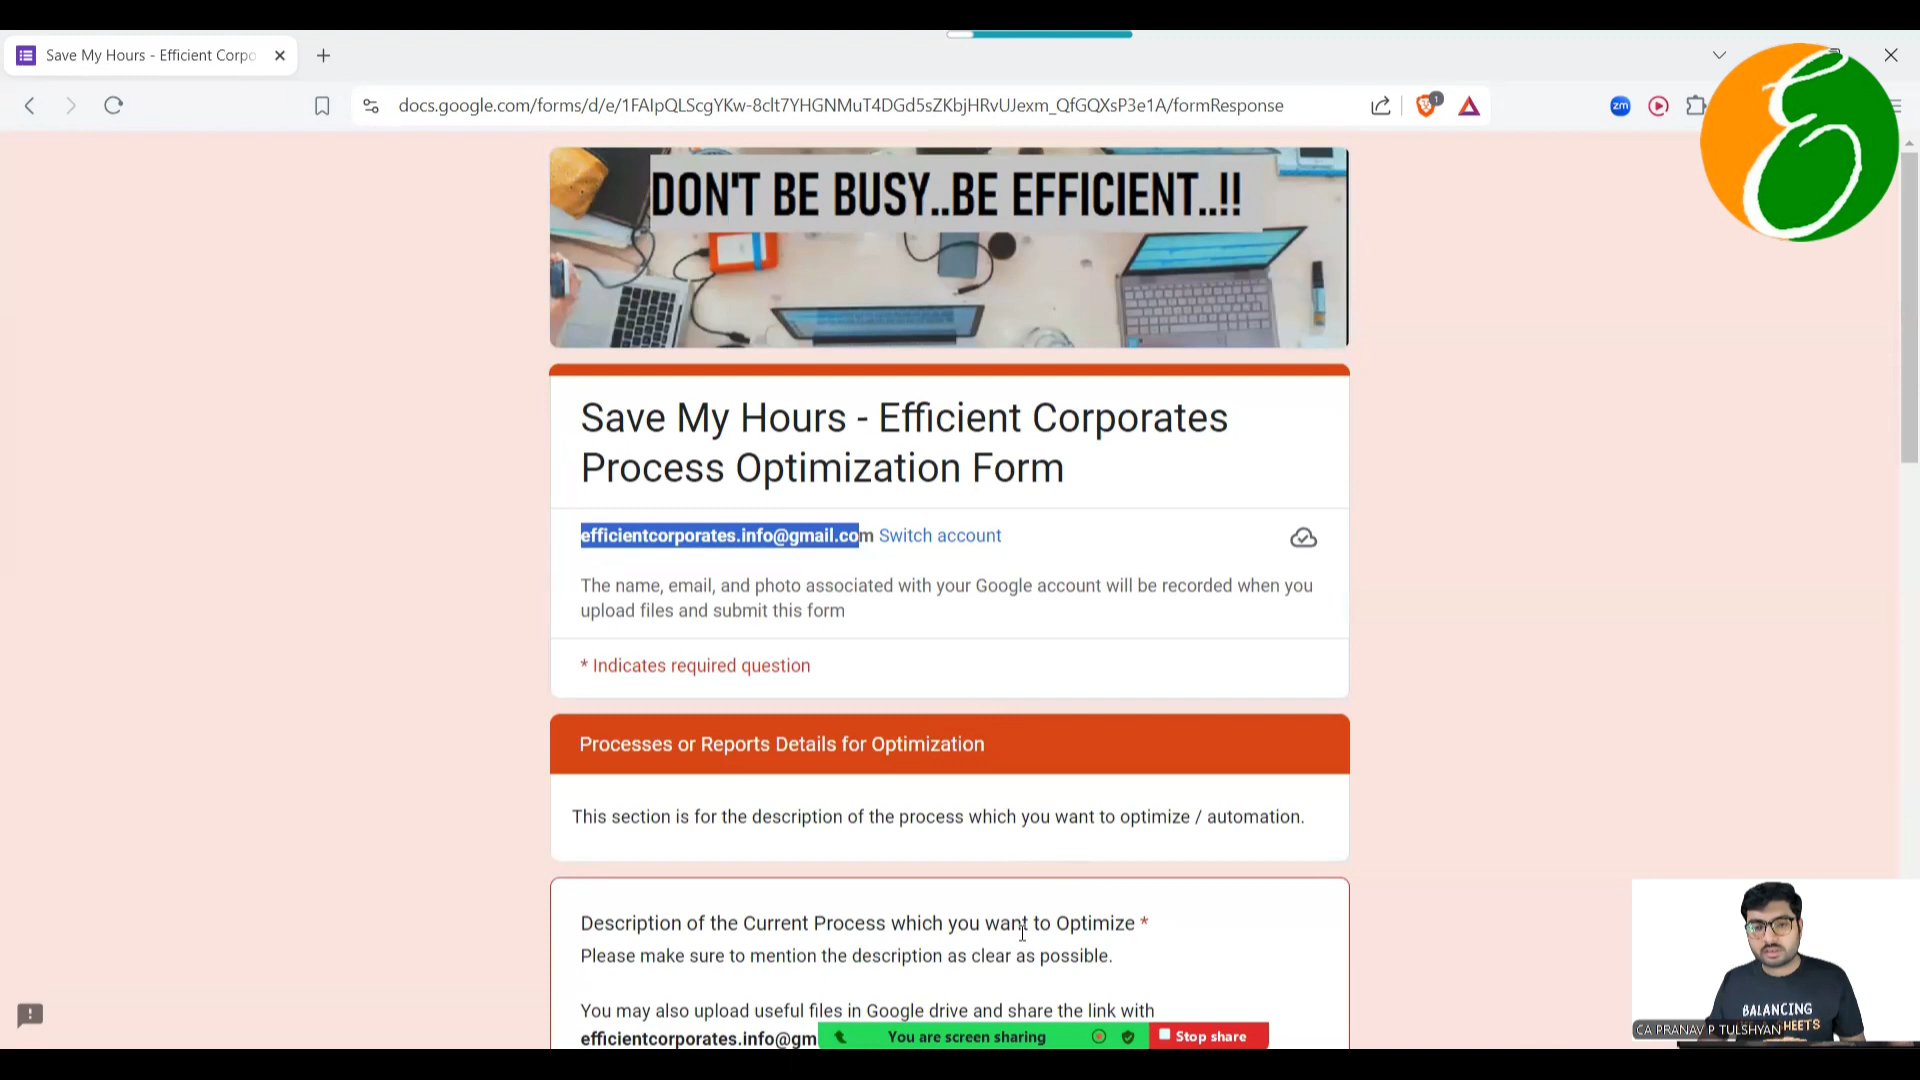 Save My Hours - Efficient Corpo
docs.google.com/forms/d/e/1FAIpQLScgYKw-8clt7YHGNMuT4DGd5sZKbjHRvUJexm_QfGQXsP3e1A/formResponse
1
zm
DON'T BE BUSY..BE EFFICIENT..!!
Save My Hours - Efficient Corporates
Process Optimization Form
efficientcorporates.info@gmail.com Switch account
The name, email, and photo associated with your Google account will be recorded when you
upload files and submit this form
* Indicates required question
Processes or Reports Details for Optimization
This section is for the description of the process which you want to optimize / automation.
Description of the Current Process which you want to Optimize *
Please make sure to mention the description as clear as possible.
You may also upload useful files in Google drive and share the link with
efficientcorporates.info@gm
You are screen sharing
Stop share
BALANCING
HEETS
CA PRANAV P TULSHYAN